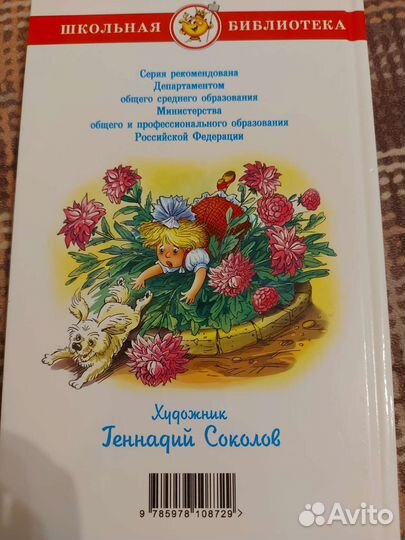 ШКОЛЬНАЯ БИБЛИОТЕКА
Серия рекомендована
Департаментом
общего среднего образования
Министерства
общего и профессионального образования
Российской Федерации
Художник
Геннадий Соколов
9 785978 108729 >
Avito